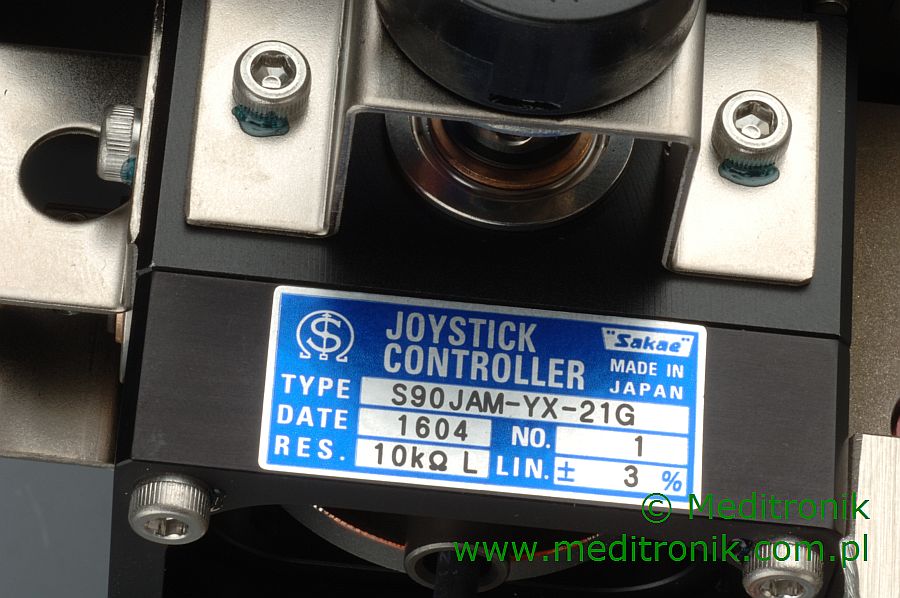 JOYSTICK
CONTROLLER
"Sakae"
MADE IN
JAPAN
TYPE S90JAM-YX-21G
DATE 1604 NO. 1
RES. 10kΩ L LIN. ± 3 %
© Meditronik
www.meditronik.com.pl